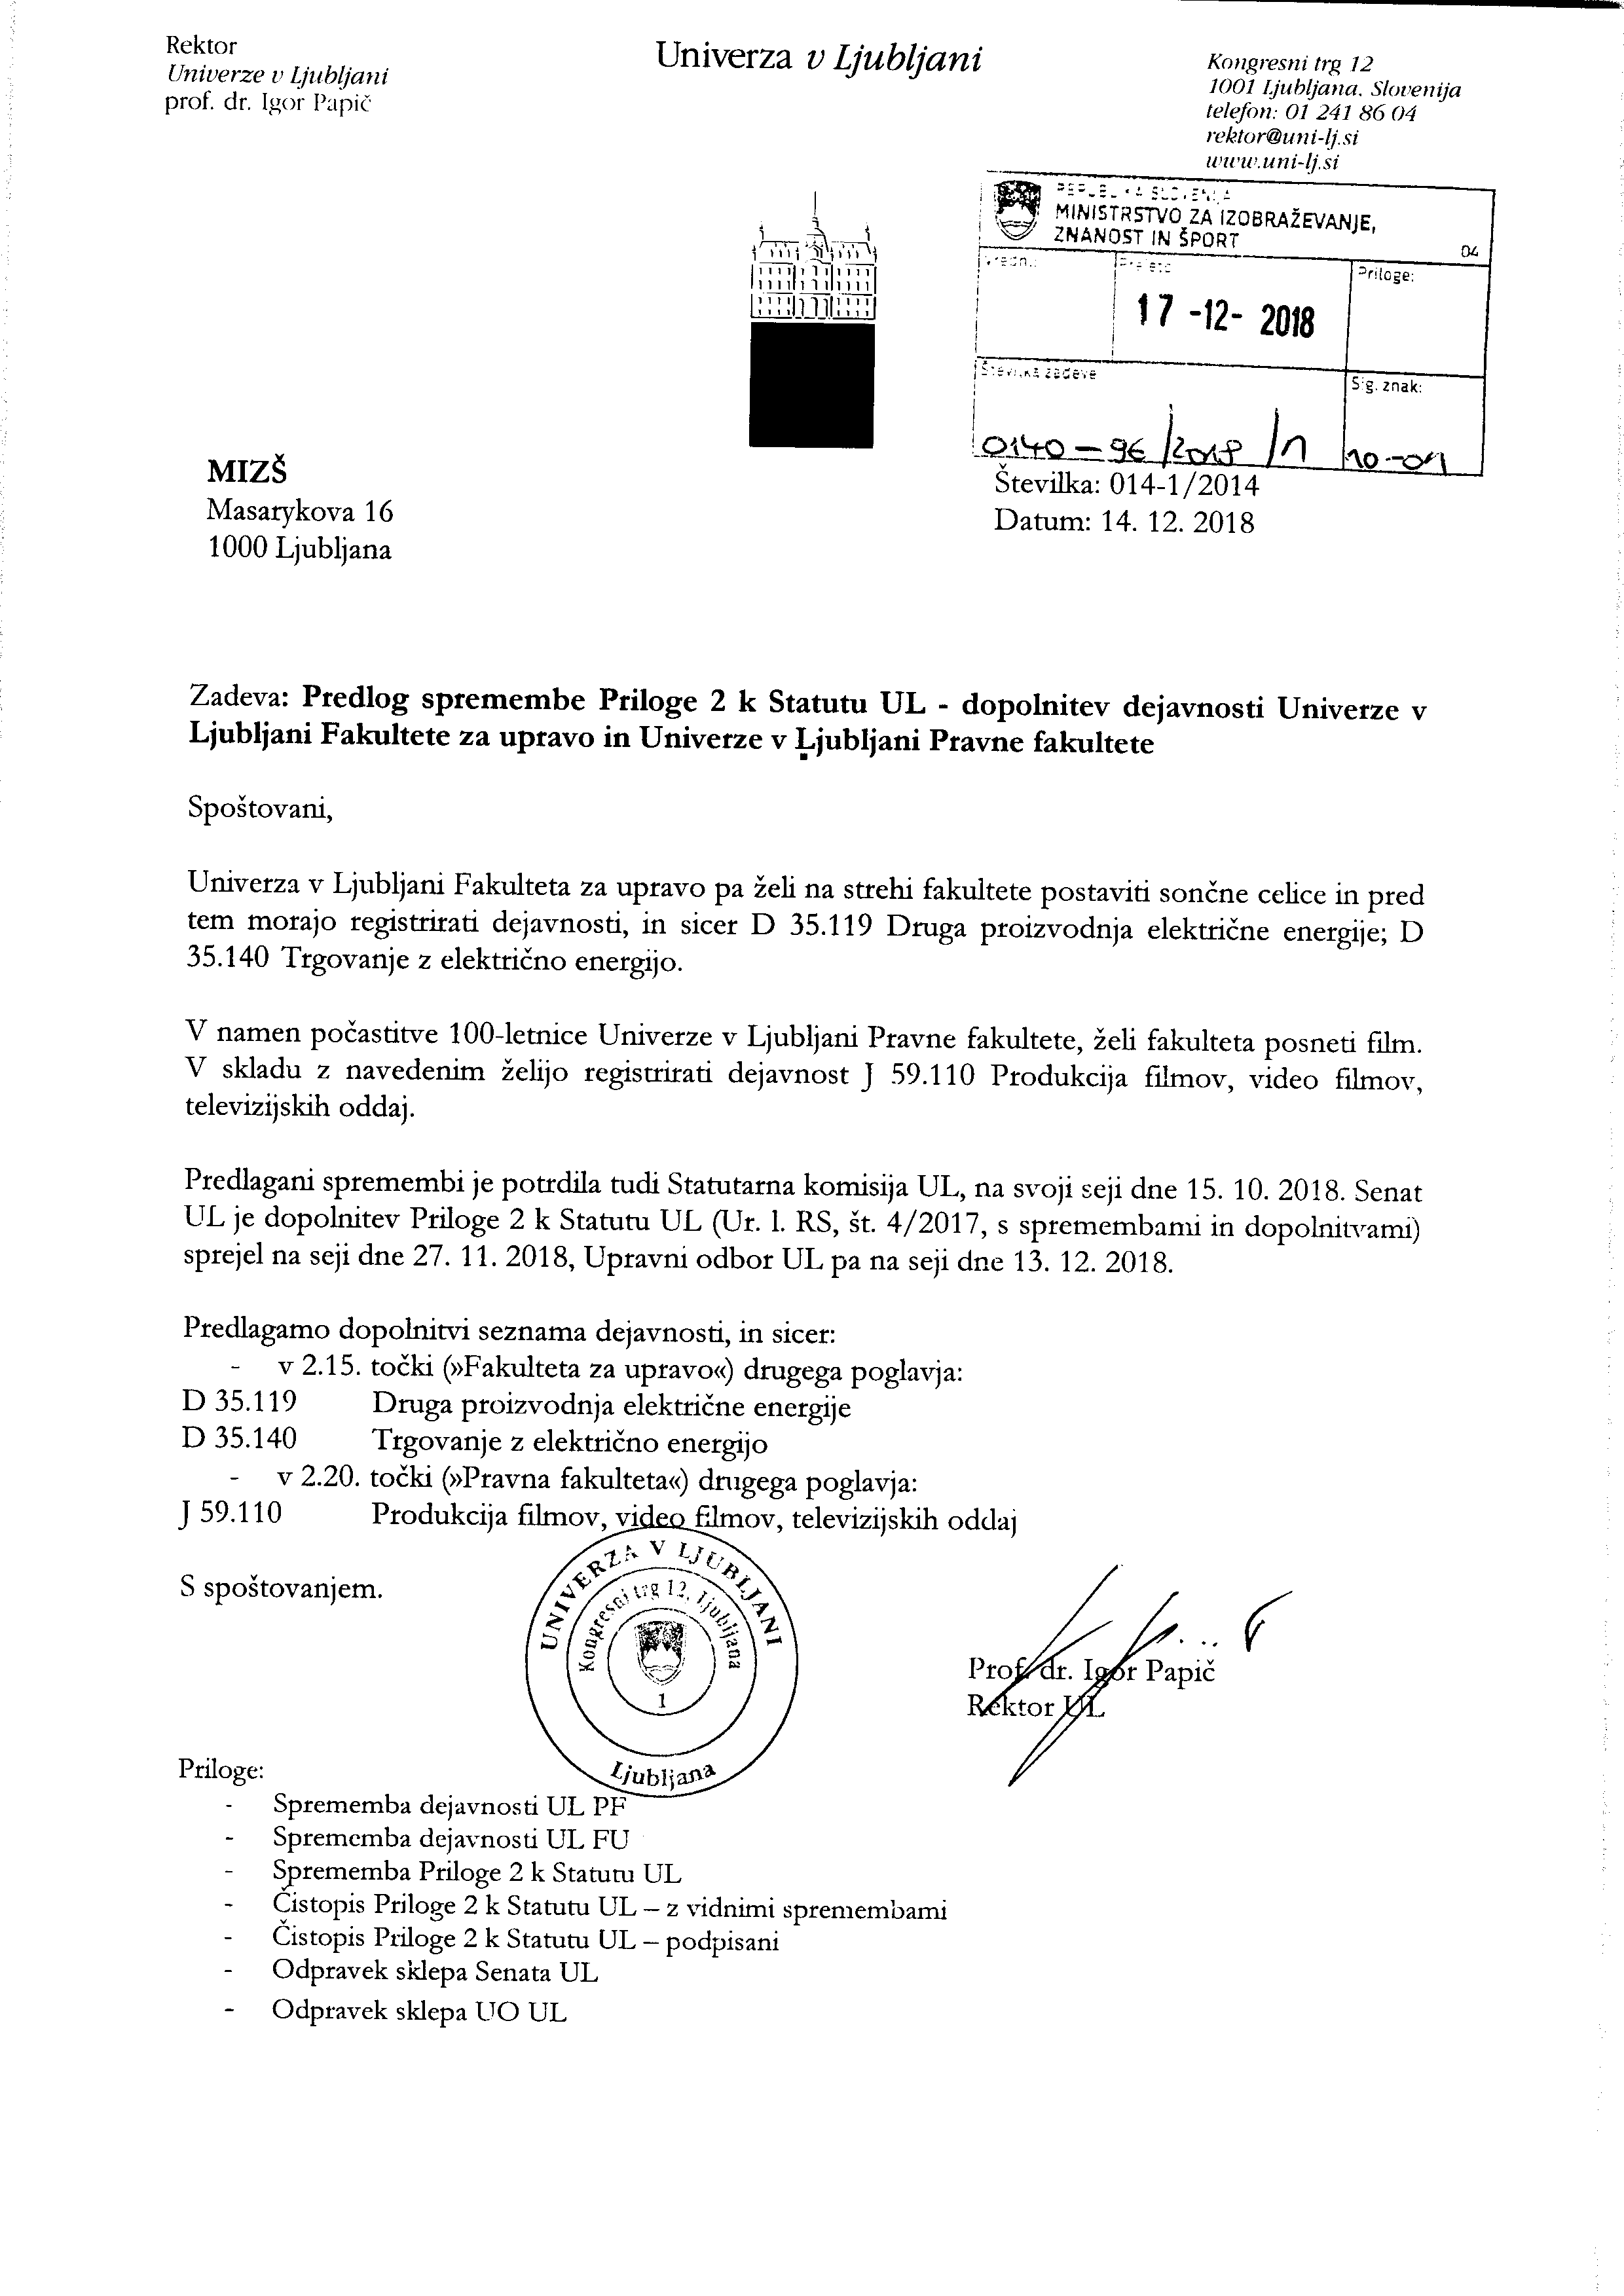 Rektor
Univerze v Ljubljani
prof. dr. Igor Papič
Univerza v Ljubljani
Kongresni trg 12
1001 Ljubljana, Slovenija
telefon: 01 241 86 04
rektor@uni-lj.si
www.uni-lj.si
REPUBLIKA SLOVENIJA
MINISTRSTVO ZA IZOBRAŽEVANJE,
ZNANOST IN ŠPORT
04
Priloge:
17 -12- 2018
Številka zadeve
Sig. znak:
0140-96/2018/1
10-01
MIZŠ
Masarykova 16
1000 Ljubljana
Številka: 014-1/2014
Datum: 14. 12. 2018
Zadeva: Predlog spremembe Priloge 2 k Statutu UL - dopolnitev dejavnosti Univerze v
Ljubljani Fakultete za upravo in Univerze v Ljubljani Pravne fakultete
Spoštovani,
Univerza v Ljubljani Fakulteta za upravo pa želi na strehi fakultete postaviti sončne celice in pred
tem morajo registrirati dejavnosti, in sicer D 35.119 Druga proizvodnja električne energije; D
35.140 Trgovanje z električno energijo.
V namen počastitve 100-letnice Univerze v Ljubljani Pravne fakultete, želi fakulteta posneti film.
V skladu z navedenim želijo registrirati dejavnost J 59.110 Produkcija filmov, video filmov,
televizijskih oddaj.
Predlagani spremembi je potrdila tudi Statutarna komisija UL, na svoji seji dne 15. 10. 2018. Senat
UL je dopolnitev Priloge 2 k Statutu UL (Ur. l. RS, št. 4/2017, s spremembami in dopolnitvami)
sprejel na seji dne 27. 11. 2018, Upravni odbor UL pa na seji dne 13. 12. 2018.
Predlagamo dopolnitvi seznama dejavnosti, in sicer:
- v 2.15. točki (»Fakulteta za upravo«) drugega poglavja:
D 35.119 Druga proizvodnja električne energije
D 35.140 Trgovanje z električno energijo
- v 2.20. točki (»Pravna fakulteta«) drugega poglavja:
J 59.110 Produkcija filmov, video filmov, televizijskih oddaj
S spoštovanjem.
UNIVERZA V LJUBLJANI
Kongresni trg 12, Ljubljana
1
Ljubljana
Prof. dr. Igor Papič
Rektor UL
Priloge:
- Sprememba dejavnosti UL PF
- Sprememba dejavnosti UL FU
- Sprememba Priloge 2 k Statutu UL
- Čistopis Priloge 2 k Statutu UL – z vidnimi spremembami
- Čistopis Priloge 2 k Statutu UL – podpisani
- Odpravek sklepa Senata UL
- Odpravek sklepa UO UL